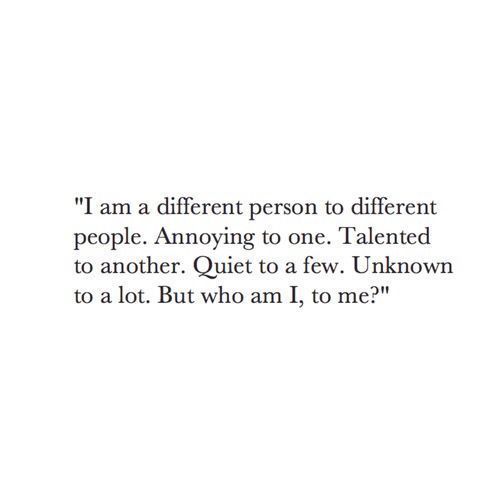 "I am a different person to different
people. Annoying to one. Talented
to another. Quiet to a few. Unknown
to a lot. But who am I, to me?"